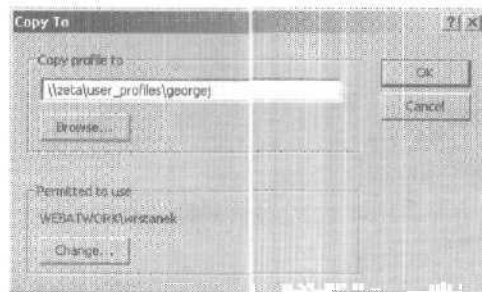 Copy To
Copy profile to
\\zeta\user_profiles\georgej
OK
Browse...
Cancel
Permitted to use
WEBATWORK\wrstanek
Change...